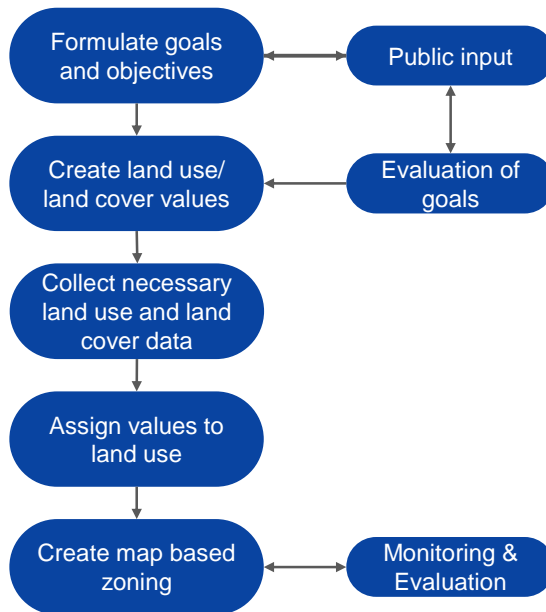 Formulate goals
and objectives
Public input
Create land use/
land cover values
Evaluation of
goals
Collect necessary
land use and land
cover data
Assign values to
land use
Create map based
zoning
Monitoring &
Evaluation